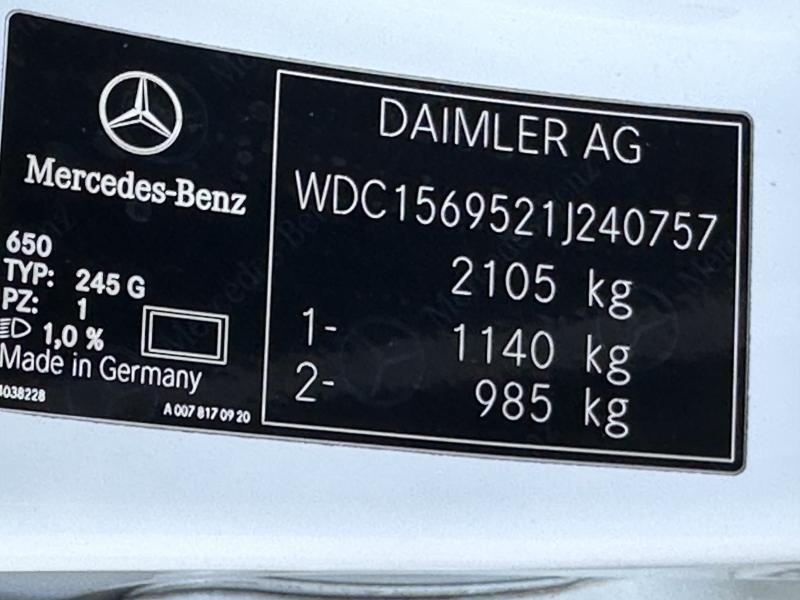 Mercedes-Benz
650
TYP: 245 G
PZ: 1
1,0 %
Made in Germany
A 007 817 09 20
DAIMLER AG
WDC1569521J240757
2105 kg
1- 1140 kg
2- 985 kg